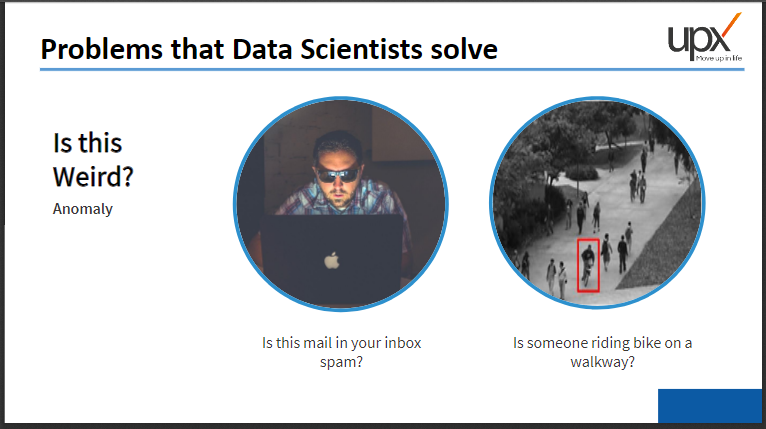 Problems that Data Scientists solve
upx
Move up in life
Is this
Weird?
Anomaly
Is this mail in your inbox
spam?
Is someone riding bike on a
walkway?